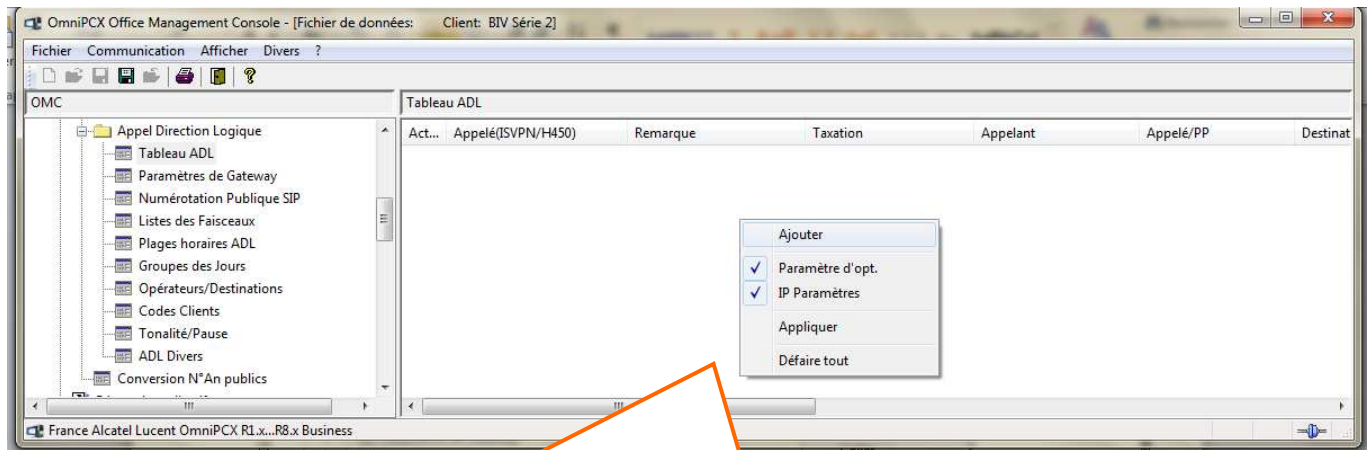 OmniPCX Office Management Console - [Fichier de données: Client: BIV Série 2]
Fichier Communication Afficher Divers ?
OMC
Tableau ADL
Appel Direction Logique
Tableau ADL
Paramètres de Gateway
Numérotation Publique SIP
Listes des Faisceaux
Plages horaires ADL
Groupes des Jours
Opérateurs/Destinations
Codes Clients
Tonalité/Pause
ADL Divers
Conversion N°An publics
Act... Appelé(ISVPN/H450) Remarque Taxation Appelant Appelé/PP Destinat
Ajouter
Paramètre d'opt.
IP Paramètres
Appliquer
Défaire tout
France Alcatel Lucent OmniPCX R1.x...R8.x Business